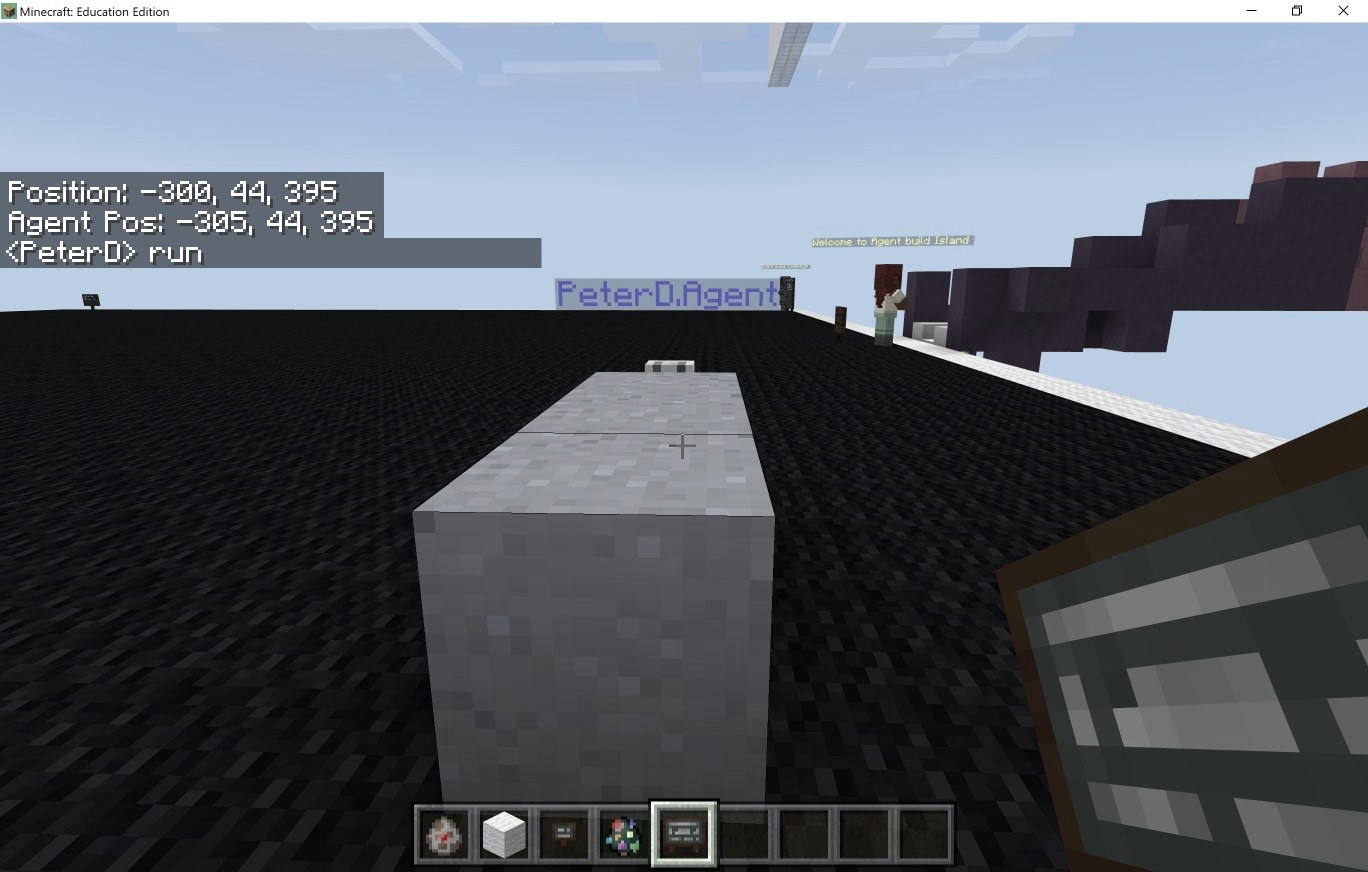 Minecraft: Education Edition
Position: -300, 44, 395
Agent Pos: -305, 44, 395
<PeterD> run
Welcome to Agent build Island
PeterD.Agent